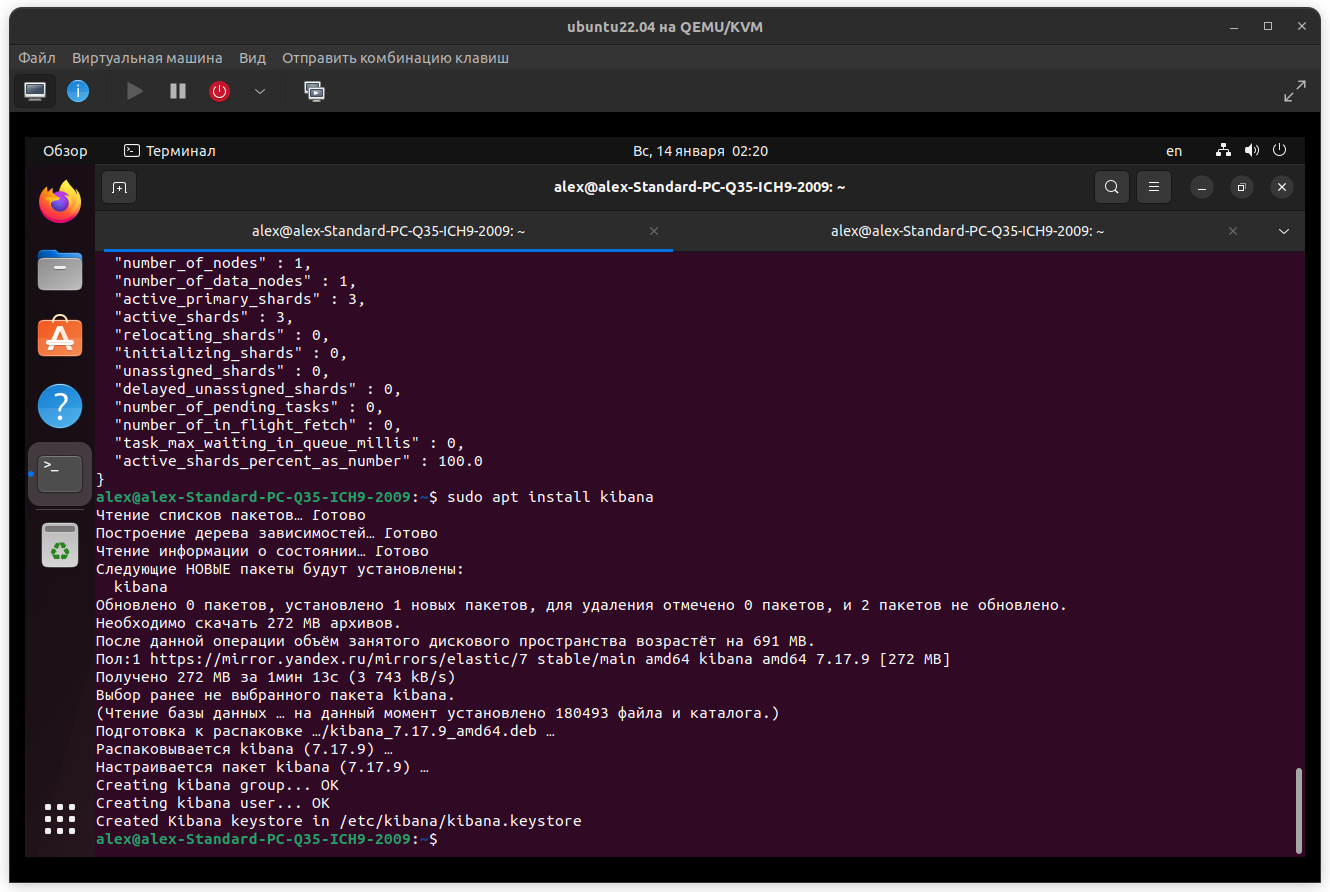 ubuntu22.04 на QEMU/KVM
Файл Виртуальная машина Вид Отправить комбинацию клавиш
Обзор Терминал Вс, 14 января 02:20 en
alex@alex-Standard-PC-Q35-ICH9-2009: ~
alex@alex-Standard-PC-Q35-ICH9-2009: ~ alex@alex-Standard-PC-Q35-ICH9-2009: ~
"number_of_nodes" : 1,
"number_of_data_nodes" : 1,
"active_primary_shards" : 3,
"active_shards" : 3,
"relocating_shards" : 0,
"initializing_shards" : 0,
"unassigned_shards" : 0,
"delayed_unassigned_shards" : 0,
"number_of_pending_tasks" : 0,
"number_of_in_flight_fetch" : 0,
"task_max_waiting_in_queue_millis" : 0,
"active_shards_percent_as_number" : 100.0
}
alex@alex-Standard-PC-Q35-ICH9-2009:~$ sudo apt install kibana
Чтение списков пакетов… Готово
Построение дерева зависимостей… Готово
Чтение информации о состоянии… Готово
Следующие НОВЫЕ пакеты будут установлены:
kibana
Обновлено 0 пакетов, установлено 1 новых пакетов, для удаления отмечено 0 пакетов, и 2 пакетов не обновлено.
Необходимо скачать 272 MB архивов.
После данной операции объём занятого дискового пространства возрастёт на 691 MB.
Пол:1 https://mirror.yandex.ru/mirrors/elastic/7 stable/main amd64 kibana amd64 7.17.9 [272 MB]
Получено 272 MB за 1мин 13с (3 743 kB/s)
Выбор ранее не выбранного пакета kibana.
(Чтение базы данных … на данный момент установлено 180493 файла и каталога.)
Подготовка к распаковке …/kibana_7.17.9_amd64.deb …
Распаковывается kibana (7.17.9) …
Настраивается пакет kibana (7.17.9) …
Creating kibana group... OK
Creating kibana user... OK
Created Kibana keystore in /etc/kibana/kibana.keystore
alex@alex-Standard-PC-Q35-ICH9-2009:~$